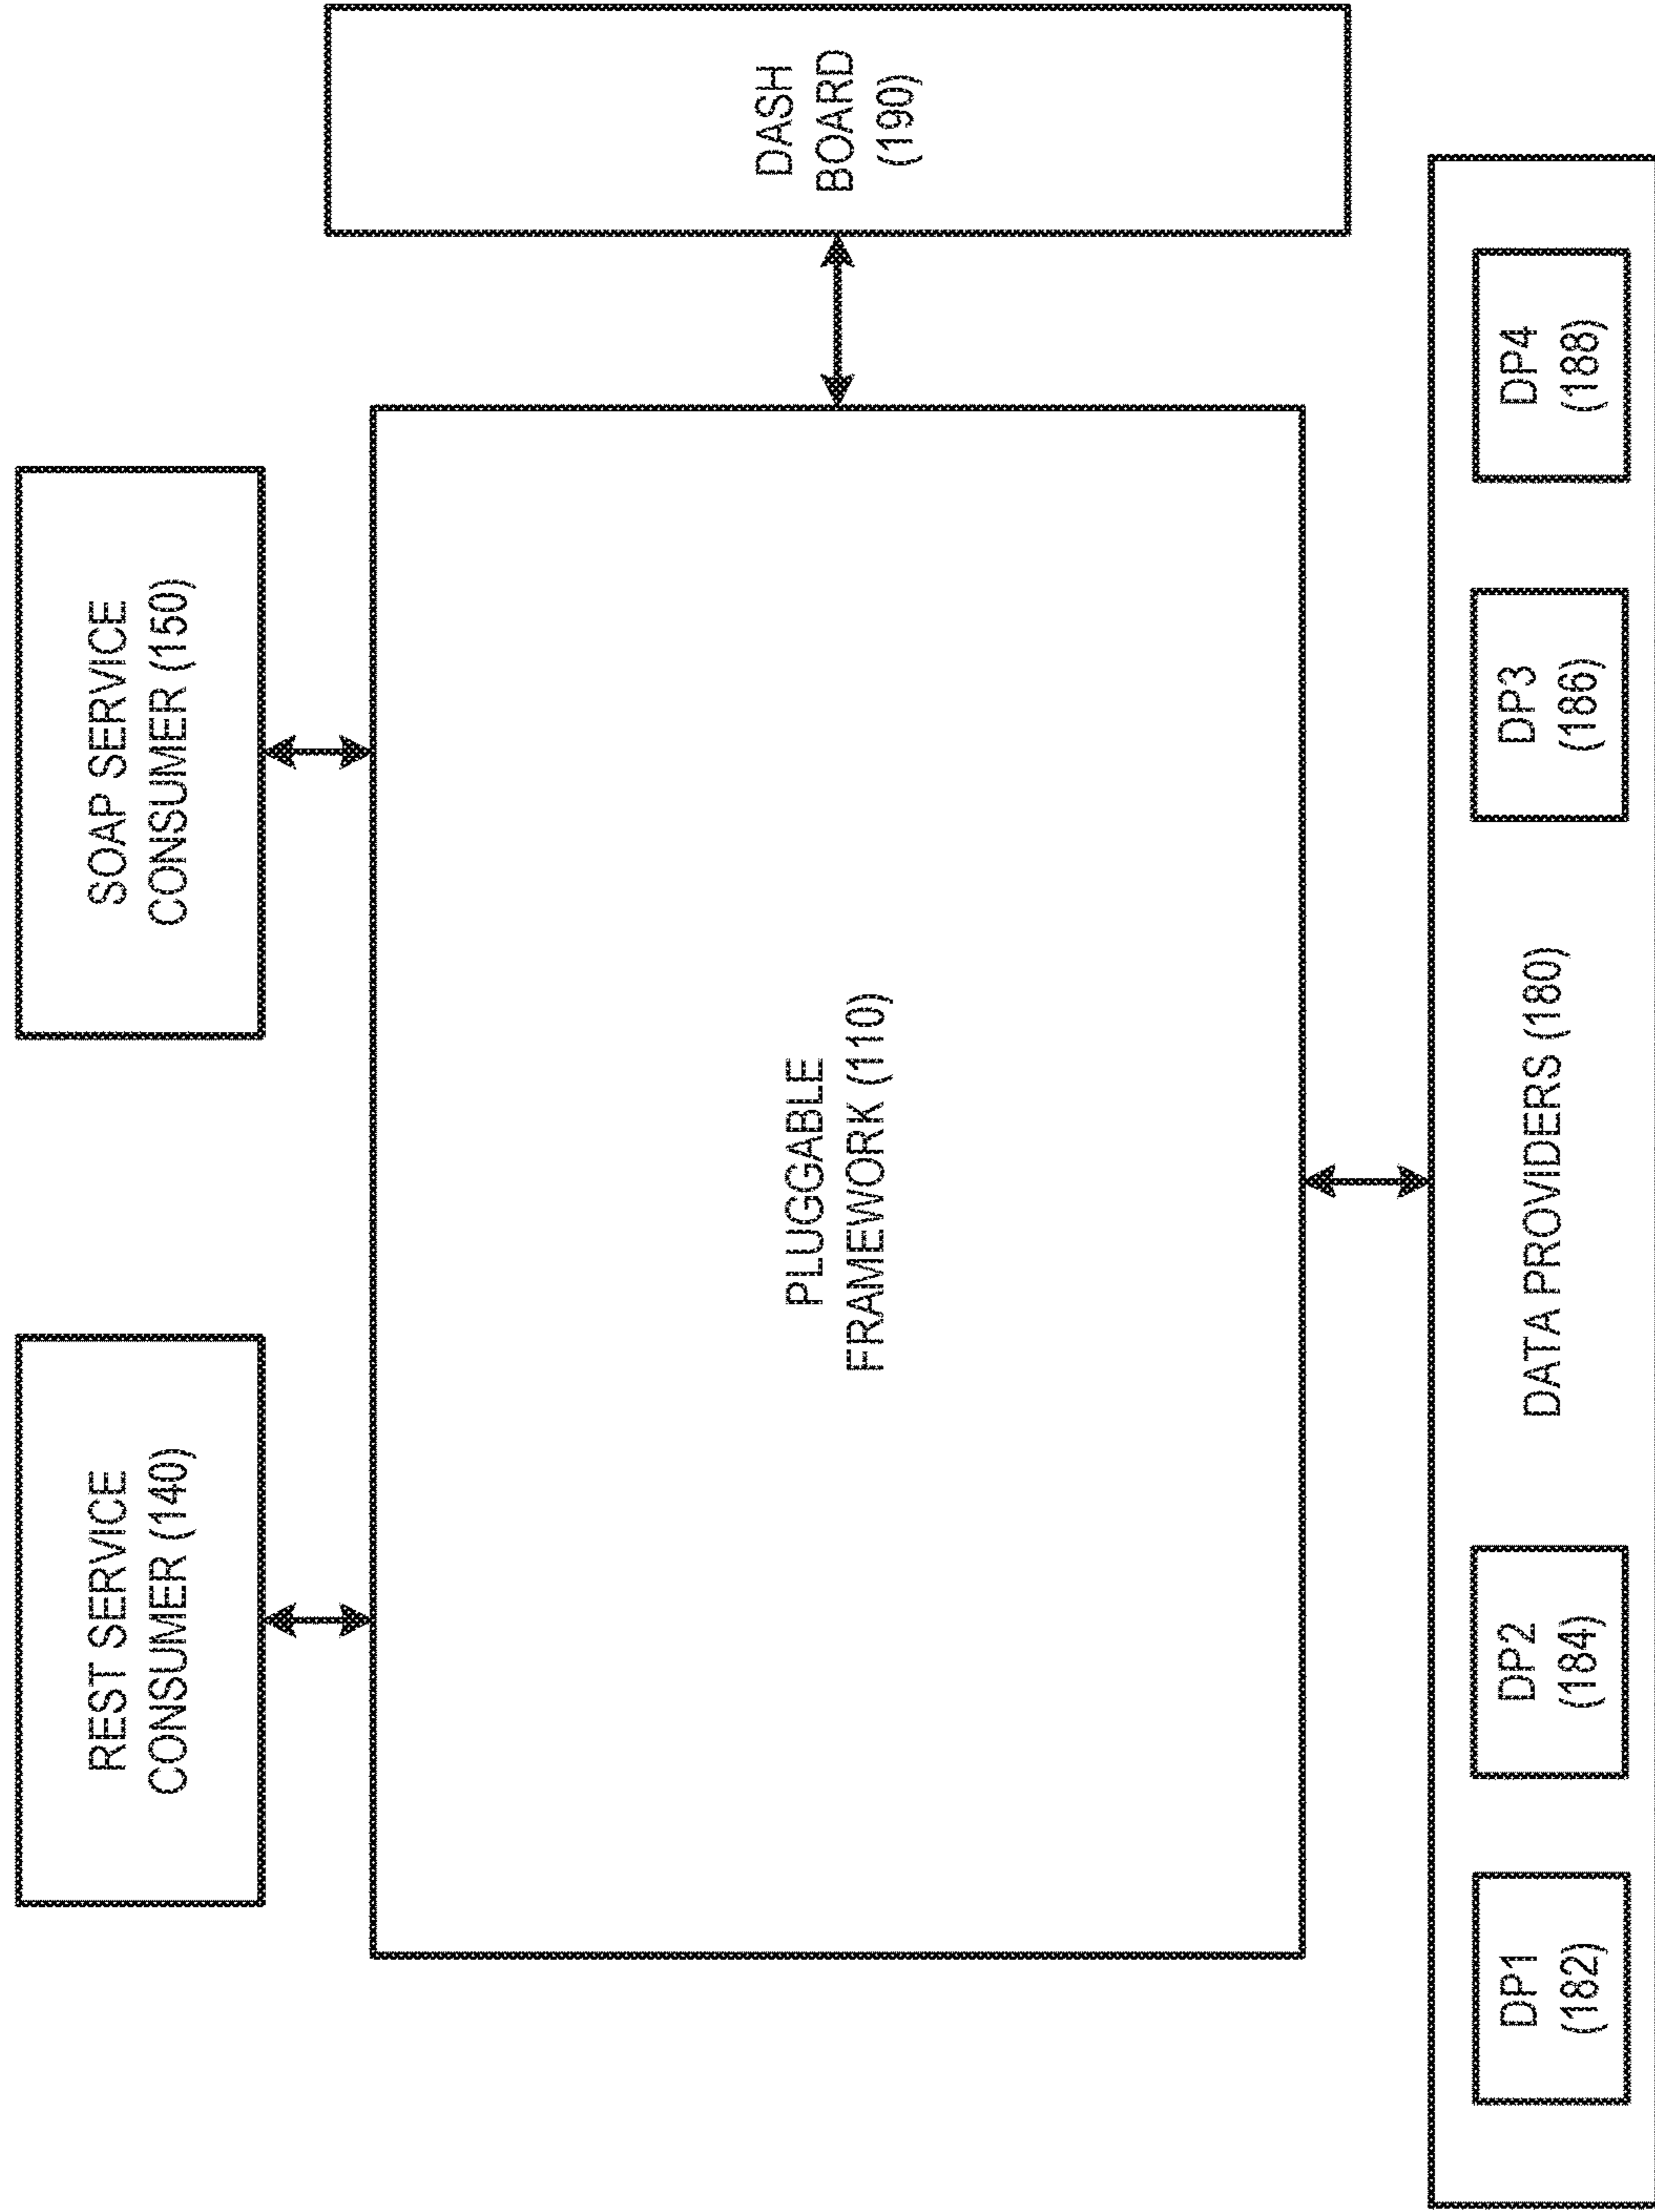 REST SERVICE
CONSUMER (140)
SOAP SERVICE
CONSUMER (150)
PLUGGABLE
FRAMEWORK (110)
DASH
BOARD
(190)
DP1
(182)
DP2
(184)
DATA PROVIDERS (180)
DP3
(186)
DP4
(188)